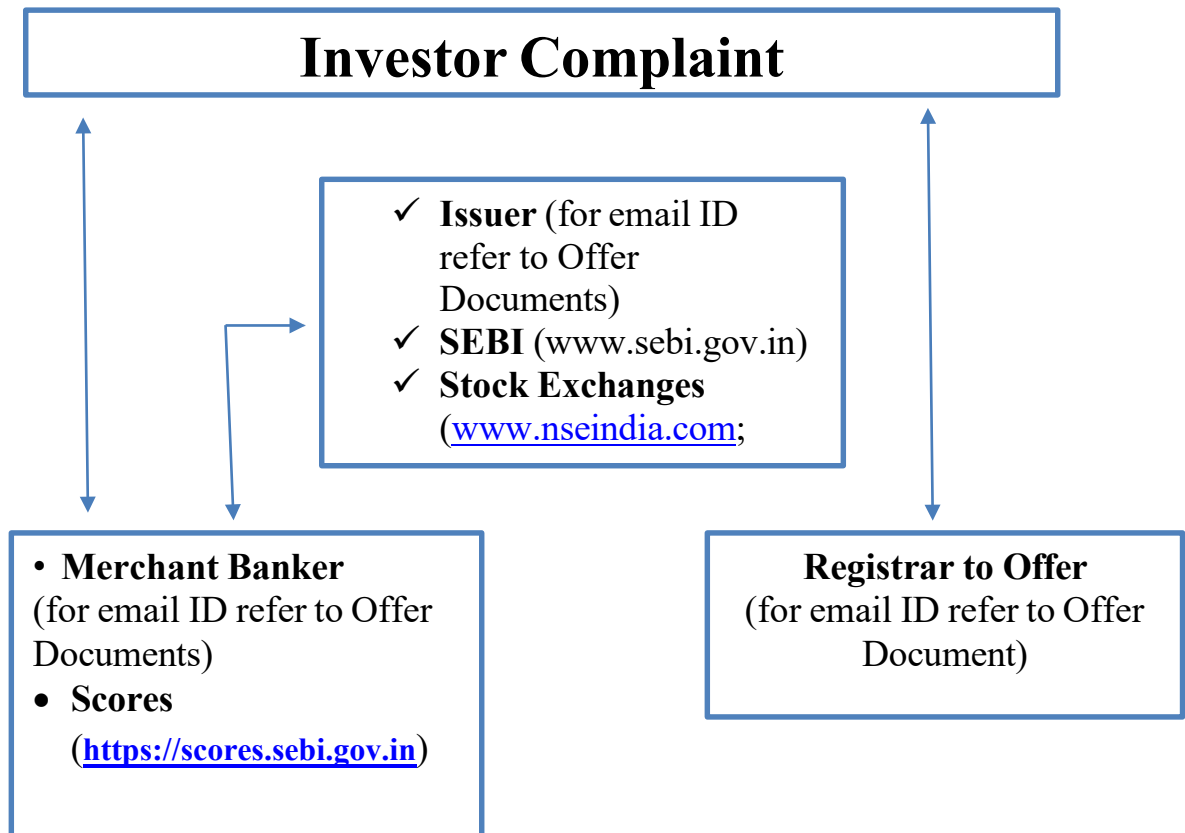 Investor Complaint
✓ Issuer (for email ID
refer to Offer
Documents)
✓ SEBI (www.sebi.gov.in)
✓ Stock Exchanges
(www.nseindia.com;
• Merchant Banker
(for email ID refer to Offer
Documents)
• Scores
(https://scores.sebi.gov.in)
Registrar to Offer
(for email ID refer to Offer
Document)